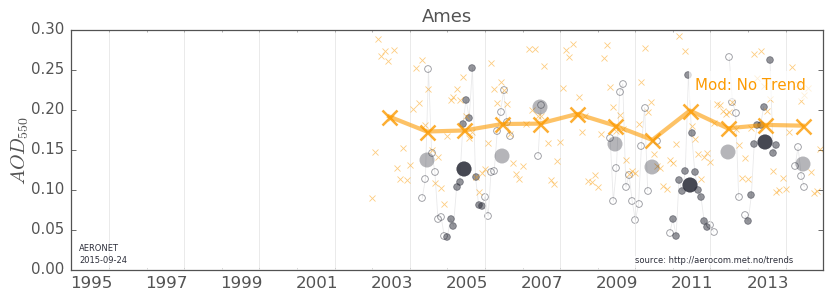 Ames
0.30
0.25
0.20
0.15
0.10
0.05
0.00
AOD550
Mod: No Trend
AERONET
2015-09-24
source: http://aerocom.met.no/trends
1995 1997 1999 2001 2003 2005 2007 2009 2011 2013